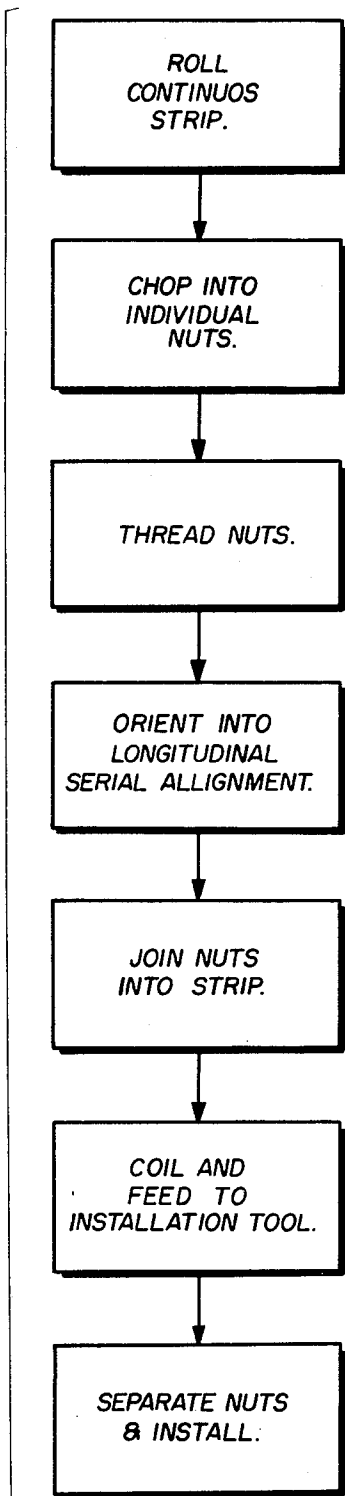 ROLL
CONTINUOS
STRIP.
CHOP INTO
INDIVIDUAL
NUTS.
THREAD NUTS.
ORIENT INTO
LONGITUDINAL
SERIAL ALLIGNMENT.
JOIN NUTS
INTO STRIP.
COIL AND
FEED TO
INSTALLATION TOOL.
SEPARATE NUTS
& INSTALL.